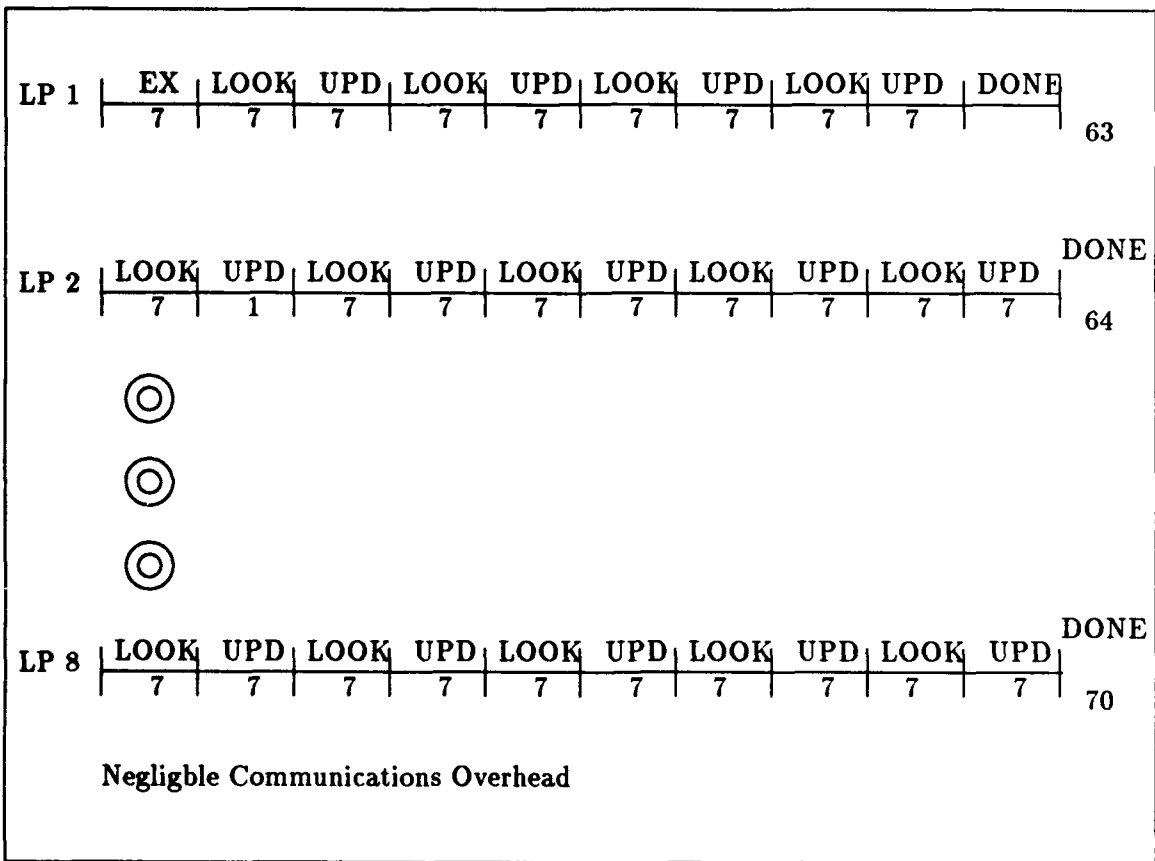 LP 1 EX LOOK UPD LOOK UPD LOOK UPD LOOK UPD DONE
7 7 7 7 7 7 7 7 7 63
DONE
LP 2 LOOK UPD LOOK UPD LOOK UPD LOOK UPD LOOK UPD
7 1 7 7 7 7 7 7 7 7 64
DONE
LP 8 LOOK UPD LOOK UPD LOOK UPD LOOK UPD LOOK UPD
7 7 7 7 7 7 7 7 7 7 70
Negligble Communications Overhead